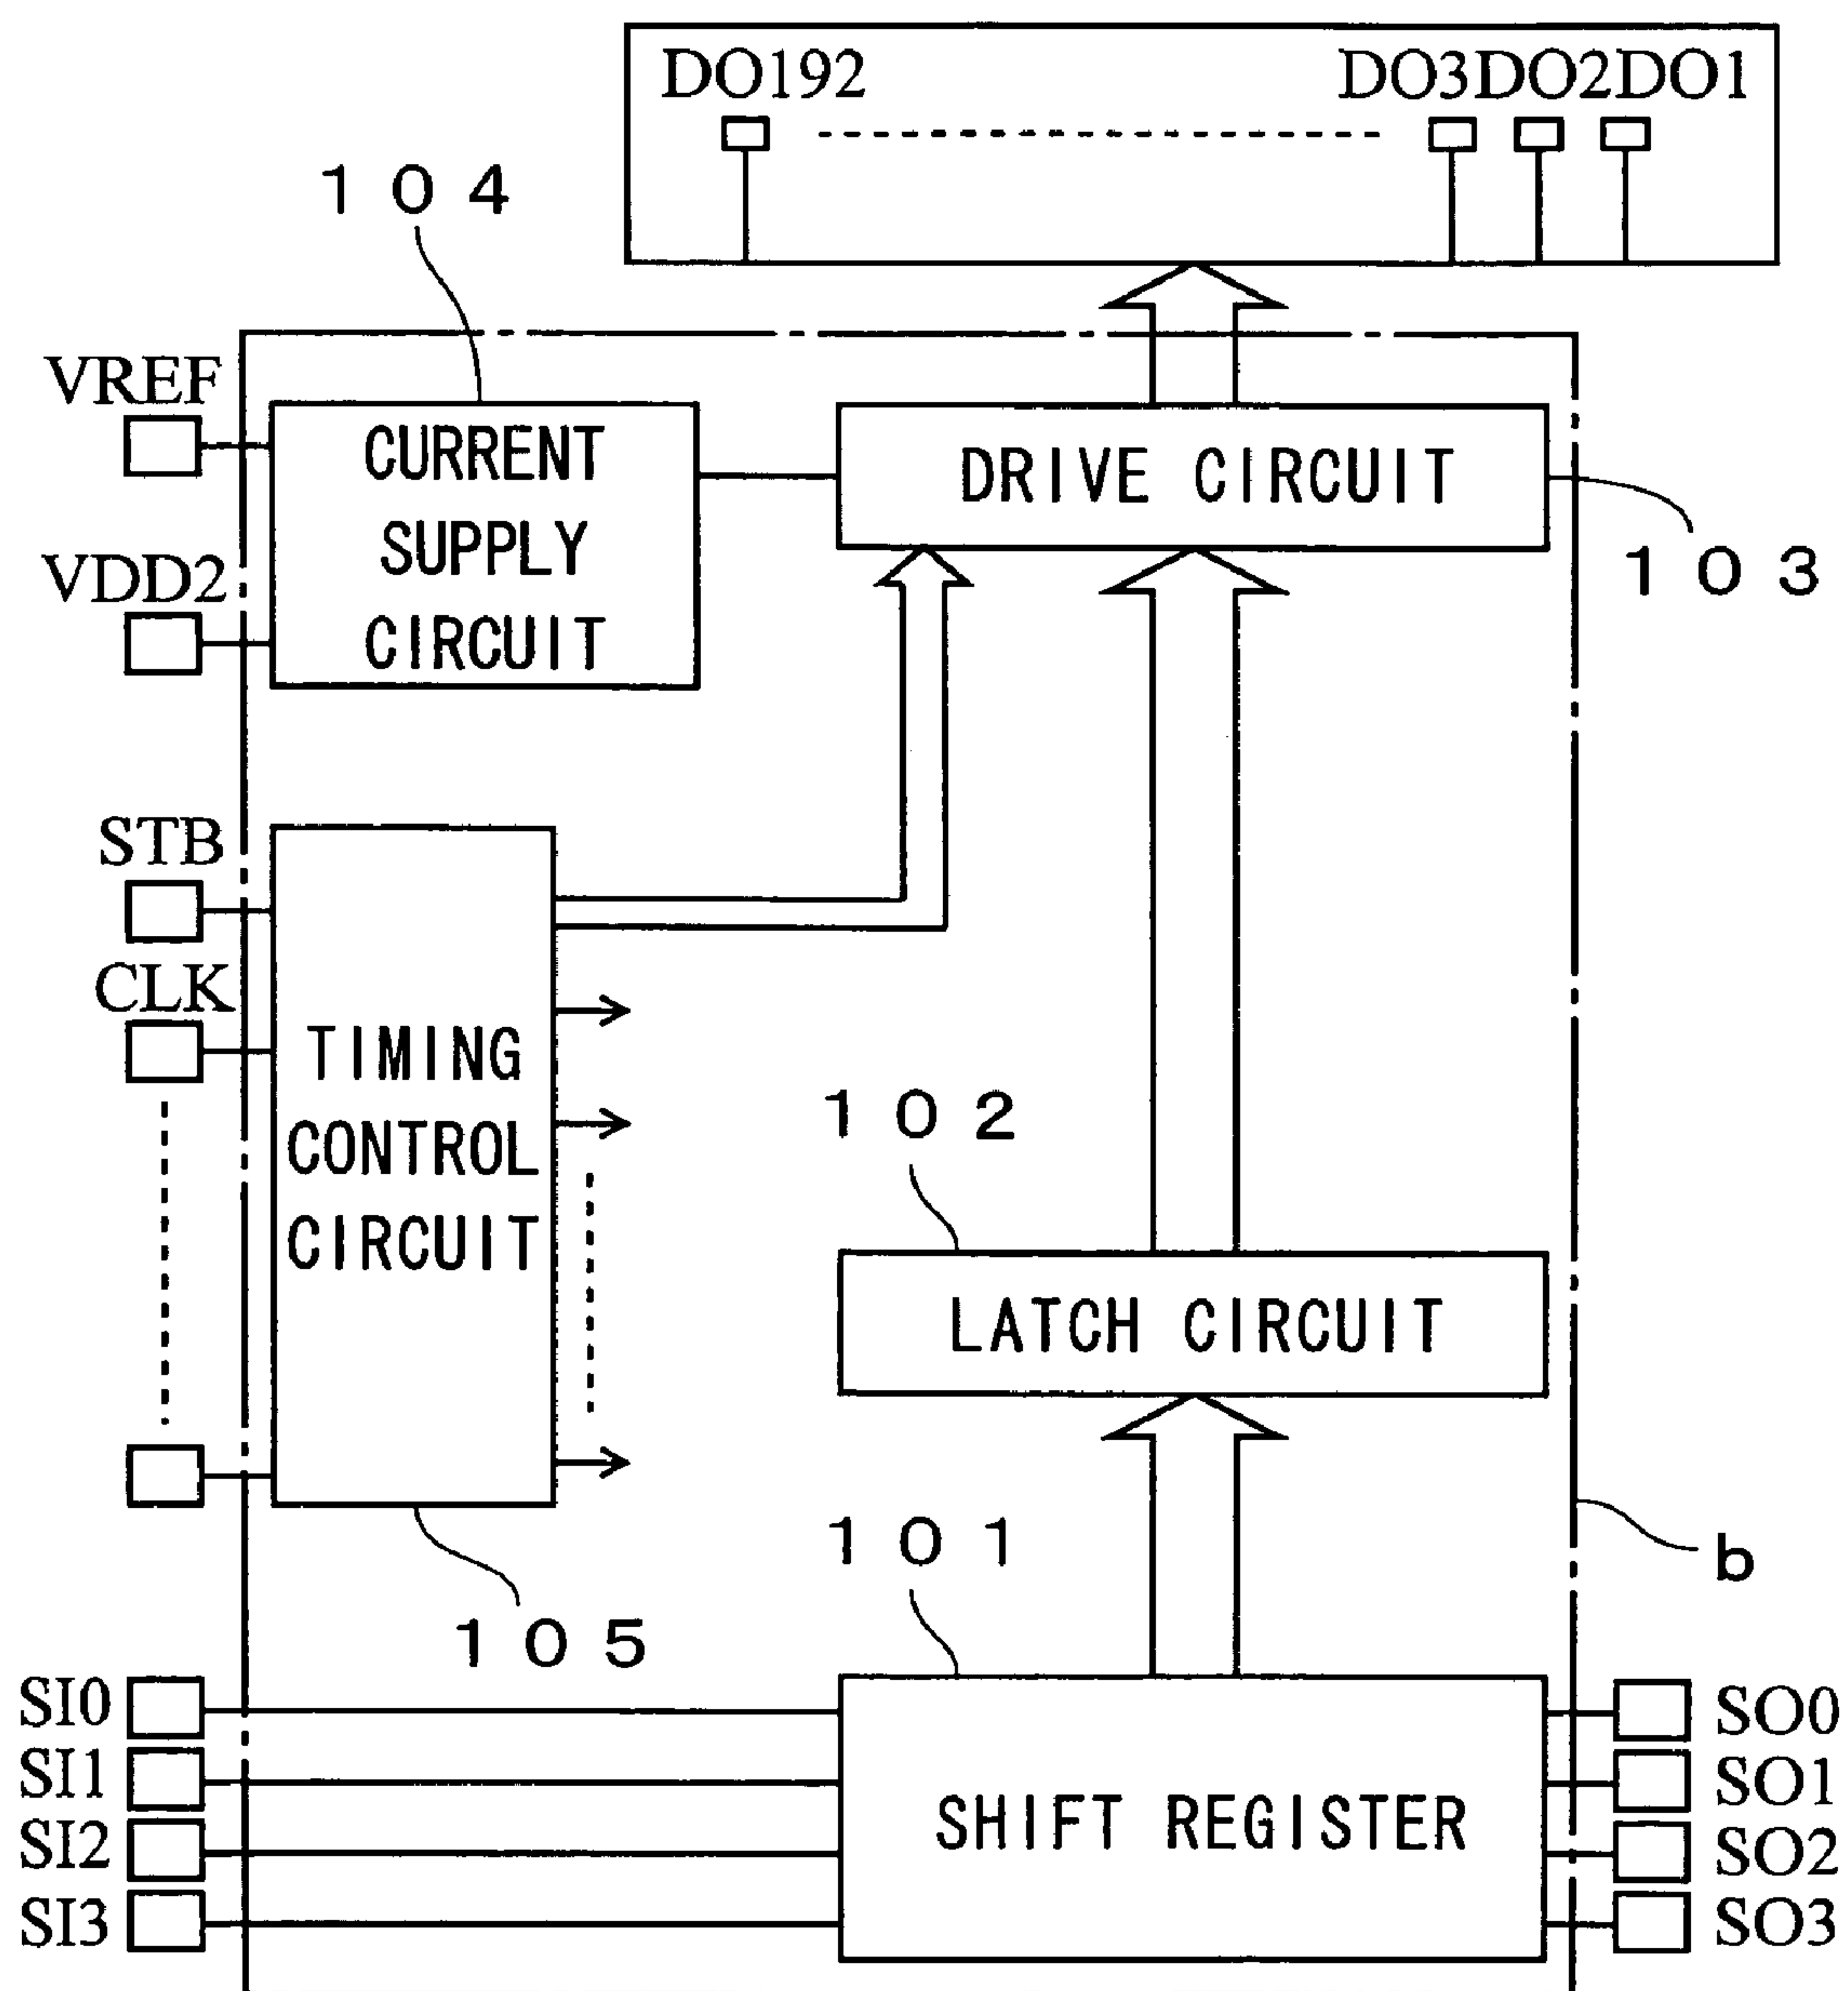 DO192
DO3DO2DO1
104
VREF
CURRENT
SUPPLY
CIRCUIT
DRIVE CIRCUIT
VDD2
103
STB
CLK
TIMING
CONTROL
CIRCUIT
102
LATCH CIRCUIT
101
b
105
SI0
SI1
SI2
SI3
SHIFT REGISTER
SO0
SO1
SO2
SO3